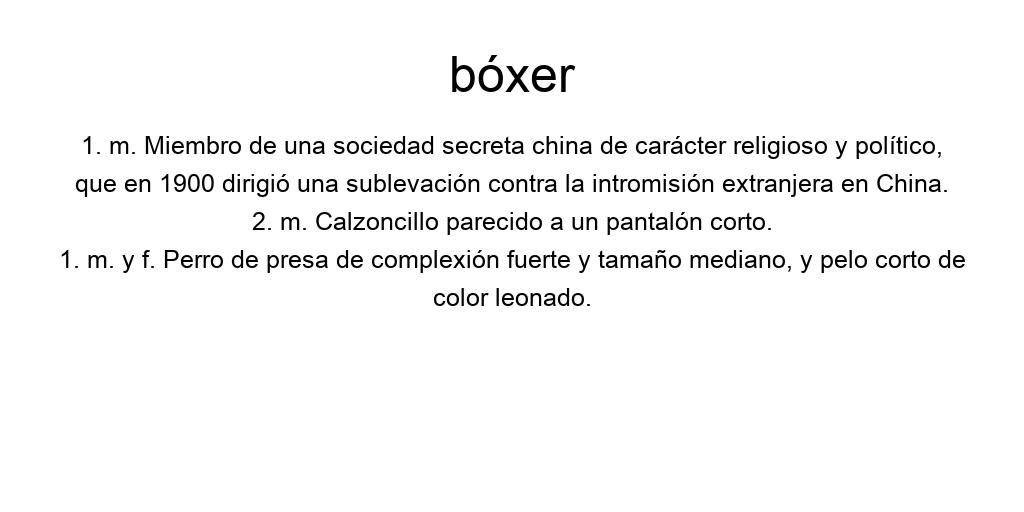 bóxer
1. m. Miembro de una sociedad secreta china de carácter religioso y político,
que en 1900 dirigió una sublevación contra la intromisión extranjera en China.
2. m. Calzoncillo parecido a un pantalón corto.
1. m. y f. Perro de presa de complexión fuerte y tamaño mediano, y pelo corto de
color leonado.